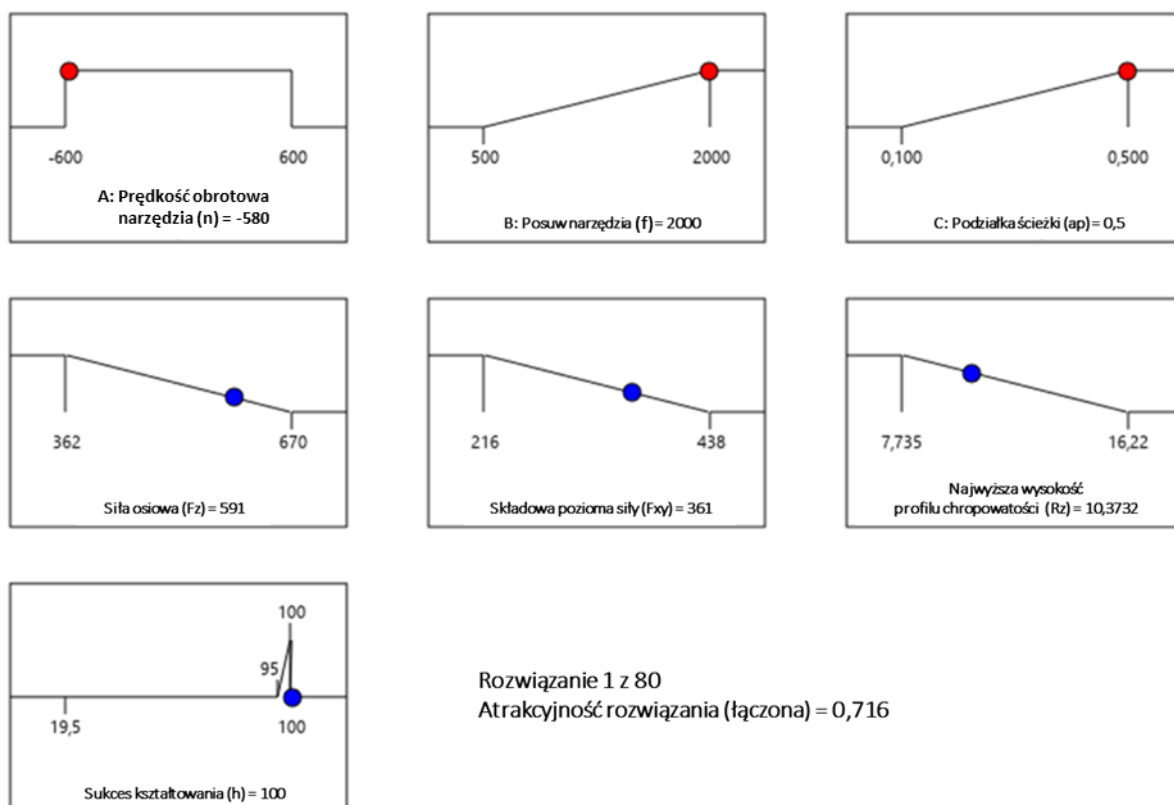 -600
600
A: Prędkość obrotowa
narzędzia (n) = -580
500
2000
B: Posuw narzędzia (f) = 2000
0,100
0,500
C: Podziałka ścieżki (ap) = 0,5
362
670
Siła osiowa (Fz) = 591
216
438
Składowa pozioma siły (Fxy) = 361
7,735
16,22
Najwyższa wysokość
profilu chropowatości (Rz) = 10,3732
100
95
19,5
100
Sukces kształtowania (h) = 100
Rozwiązanie 1 z 80
Atrakcyjność rozwiązania (łączona) = 0,716